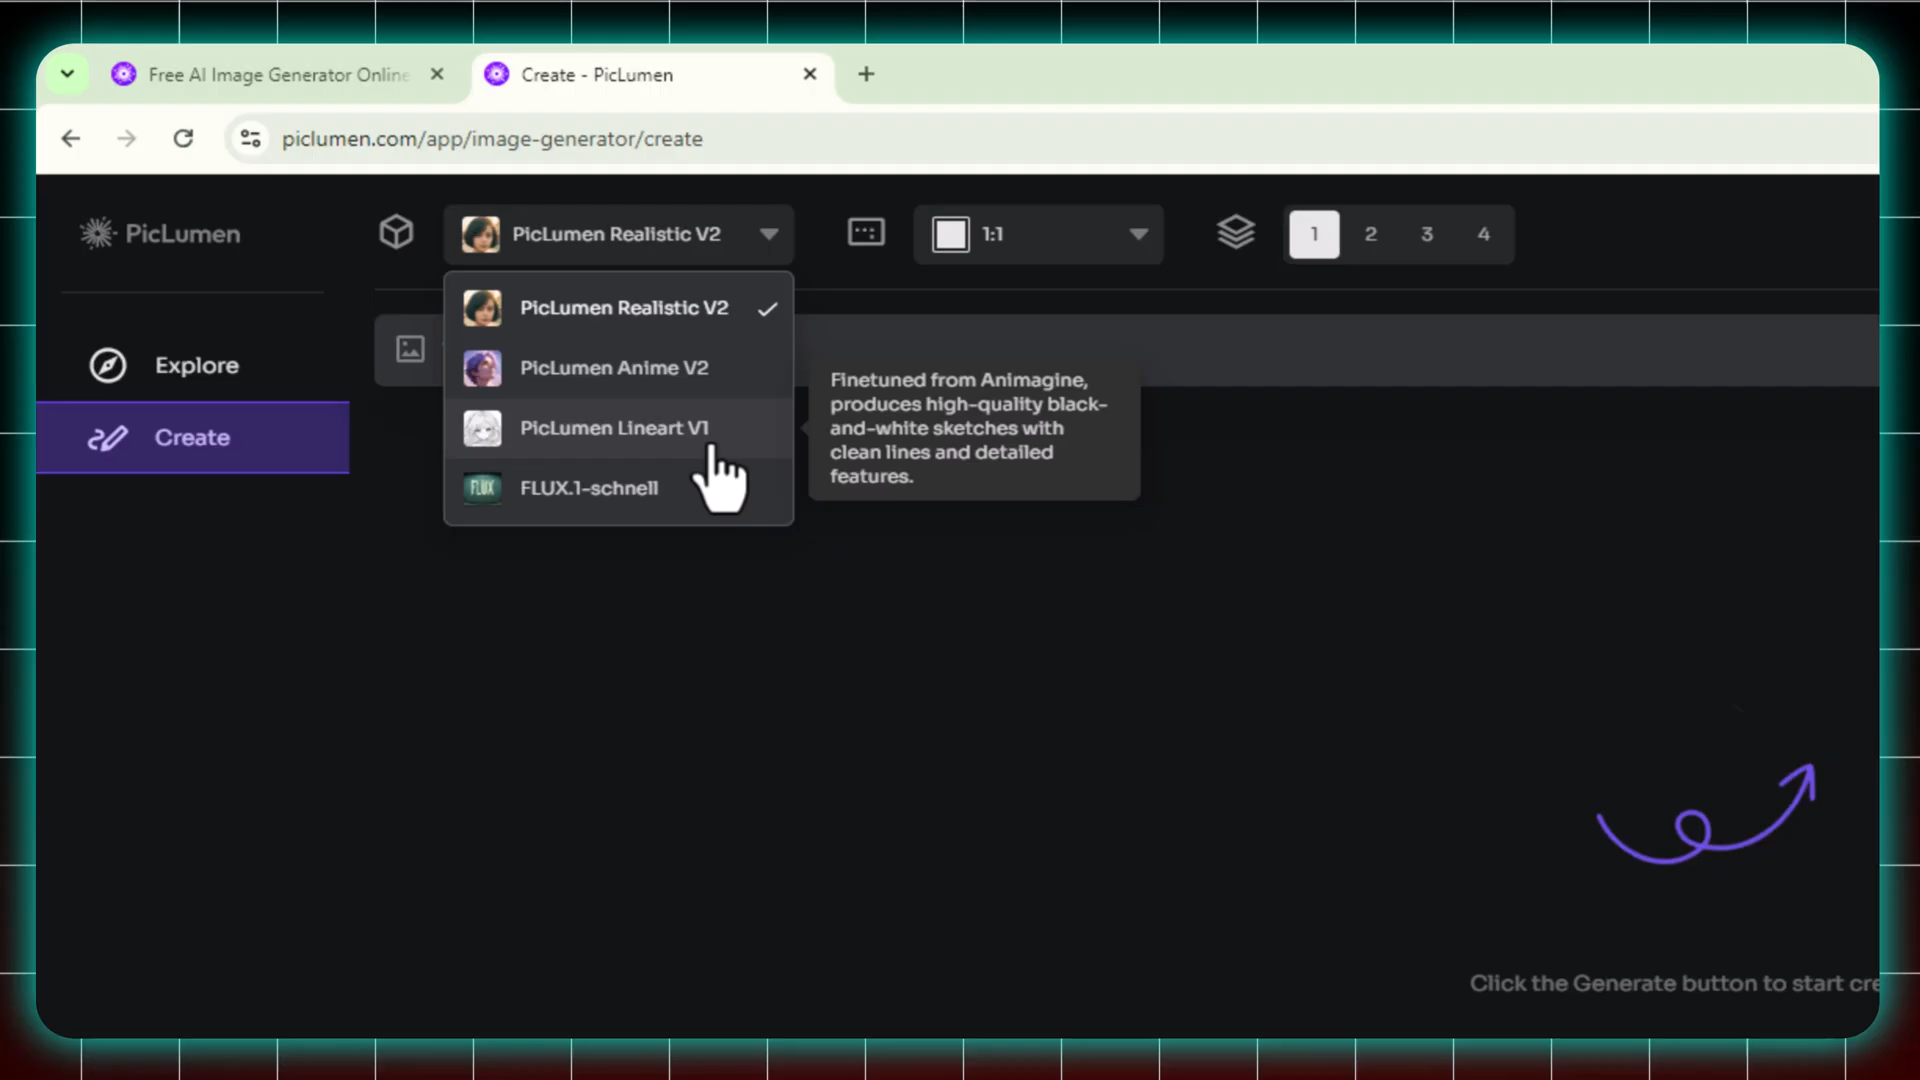 Free AI Image Generator Online
Create - PicLumen
piclumen.com/app/image-generator/create
PicLumen
PicLumen Realistic V2
1:1
1 2 3 4
PicLumen Realistic V2
PicLumen Anime V2
PicLumen Lineart V1
FLUX
FLUX.1-schnell
Explore
Create
Finetuned from Animagine,
produces high-quality black-
and-white sketches with
clean lines and detailed
features.
Click the Generate button to start cre